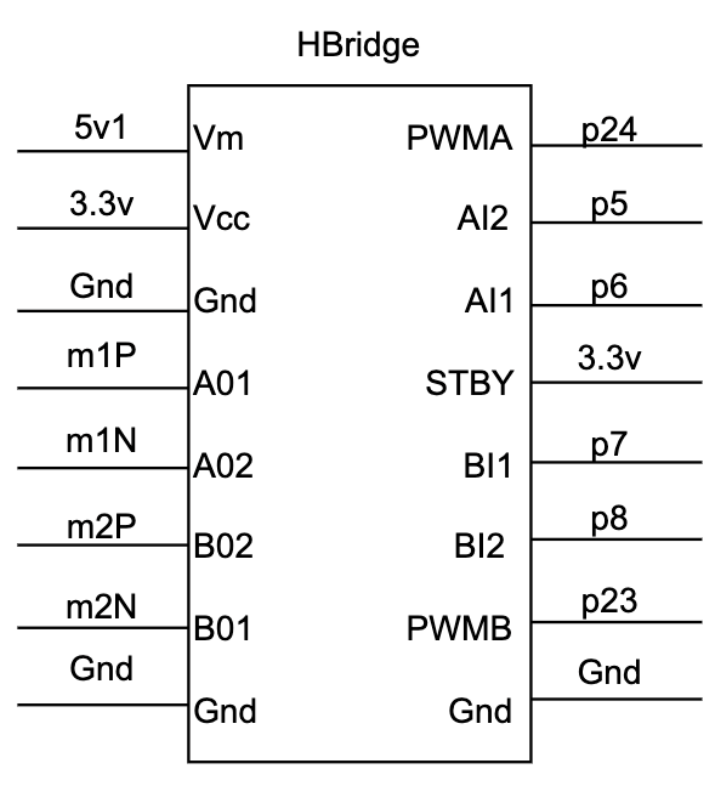 HBridge
5v1 Vm PWMA p24
3.3v Vcc AI2 p5
Gnd Gnd AI1 p6
m1P A01 STBY 3.3v
m1N A02 BI1 p7
m2P B02 BI2 p8
m2N B01 PWMB p23
Gnd Gnd Gnd Gnd